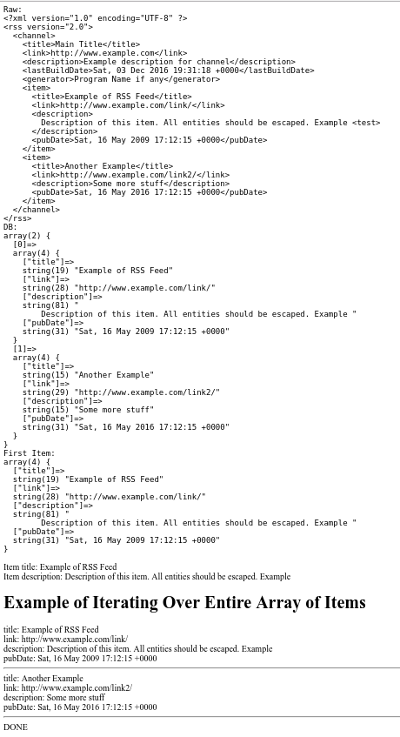 Raw:
<?xml version="1.0" encoding="UTF-8" ?>
<rss version="2.0">
  <channel>
    <title>Main Title</title>
    <link>http://www.example.com</link>
    <description>Example description for channel</description>
    <lastBuildDate>Sat, 03 Dec 2016 19:31:18 +0000</lastBuildDate>
    <generator>Program Name if any</generator>
    <item>
      <title>Example of RSS Feed</title>
      <link>http://www.example.com/link/</link>
      <description>
        Description of this item. All entities should be escaped. Example <test>
      </description>
      <pubDate>Sat, 16 May 2009 17:12:15 +0000</pubDate>
    </item>
    <item>
      <title>Another Example</title>
      <link>http://www.example.com/link2/</link>
      <description>Some more stuff</description>
      <pubDate>Sat, 16 May 2016 17:12:15 +0000</pubDate>
    </item>
  </channel>
</rss>
DB:
array(2) {
  [0]=>
  array(4) {
    ["title"]=>
    string(19) "Example of RSS Feed"
    ["link"]=>
    string(28) "http://www.example.com/link/"
    ["description"]=>
    string(81) "
        Description of this item. All entities should be escaped. Example "
    ["pubDate"]=>
    string(31) "Sat, 16 May 2009 17:12:15 +0000"
  }
  [1]=>
  array(4) {
    ["title"]=>
    string(15) "Another Example"
    ["link"]=>
    string(29) "http://www.example.com/link2/"
    ["description"]=>
    string(15) "Some more stuff"
    ["pubDate"]=>
    string(31) "Sat, 16 May 2016 17:12:15 +0000"
  }
}
First Item:
array(4) {
  ["title"]=>
  string(19) "Example of RSS Feed"
  ["link"]=>
  string(28) "http://www.example.com/link/"
  ["description"]=>
  string(81) "
        Description of this item. All entities should be escaped. Example "
  ["pubDate"]=>
  string(31) "Sat, 16 May 2009 17:12:15 +0000"
}
Item title: Example of RSS Feed
Item description: Description of this item. All entities should be escaped. Example
Example of Iterating Over Entire Array of Items
title: Example of RSS Feed
link: http://www.example.com/link/
description: Description of this item. All entities should be escaped. Example
pubDate: Sat, 16 May 2009 17:12:15 +0000
title: Another Example
link: http://www.example.com/link2/
description: Some more stuff
pubDate: Sat, 16 May 2016 17:12:15 +0000
DONE